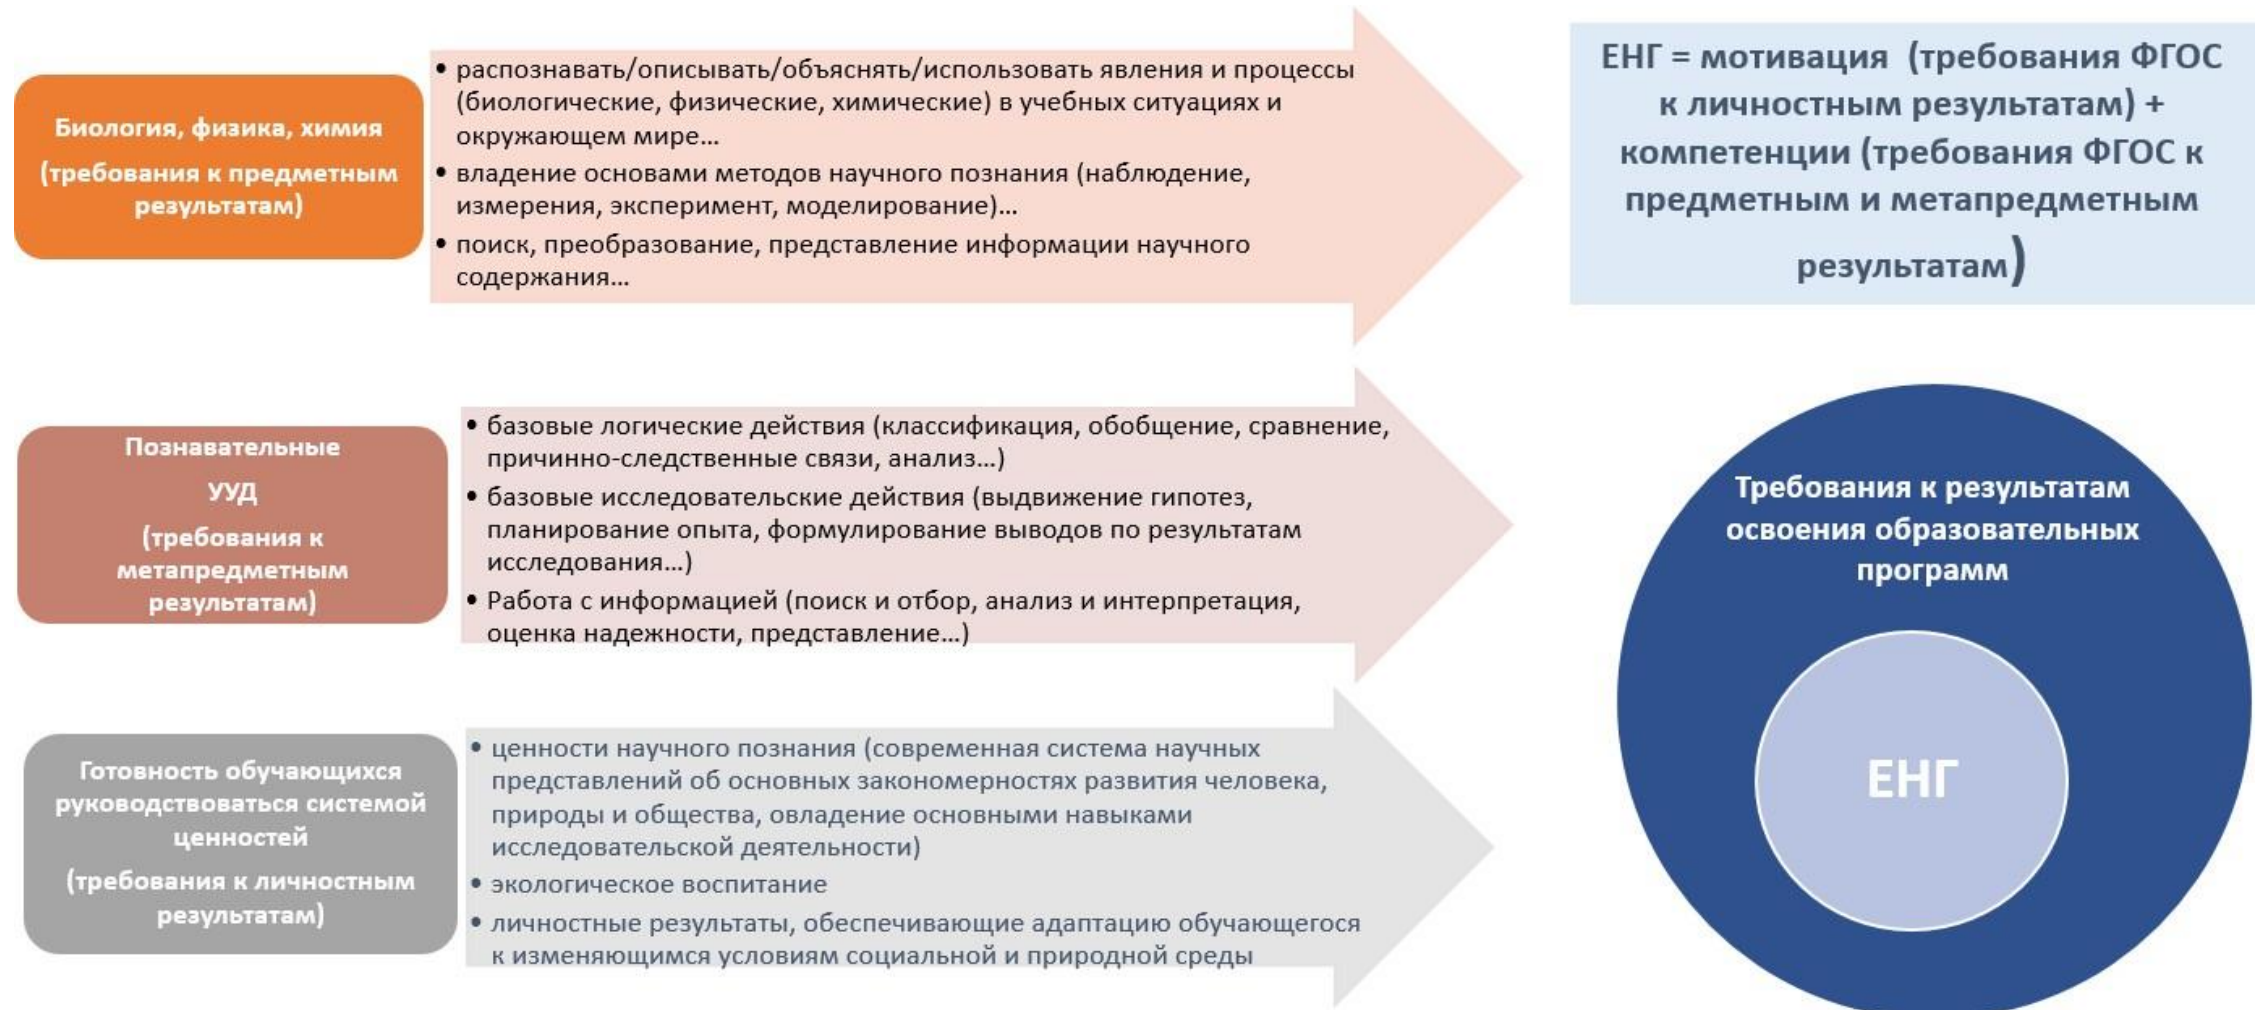 Биология, физика, химия
(требования к предметным
результатам)
• распознавать/описывать/объяснять/использовать явления и процессы
(биологические, физические, химические) в учебных ситуациях и
окружающем мире…
• владение основами методов научного познания (наблюдение,
измерения, эксперимент, моделирование)…
• поиск, преобразование, представление информации научного
содержания…
ЕНГ = мотивация (требования ФГОС
к личностным результатам) +
компетенции (требования ФГОС к
предметным и метапредметным
результатам)
Познавательные
УУД
(требования к
метапредметным
результатам)
• базовые логические действия (классификация, обобщение, сравнение,
причинно-следственные связи, анализ…)
• базовые исследовательские действия (выдвижение гипотез,
планирование опыта, формулирование выводов по результатам
исследования…)
• Работа с информацией (поиск и отбор, анализ и интерпретация,
оценка надежности, представление…)
Готовность обучающихся
руководствоваться системой
ценностей
(требования к личностным
результатам)
• ценности научного познания (современная система научных
представлений об основных закономерностях развития человека,
природы и общества, овладение основными навыками
исследовательской деятельности)
• экологическое воспитание
• личностные результаты, обеспечивающие адаптацию обучающегося
к изменяющимся условиям социальной и природной среды
Требования к результатам
освоения образовательных
программ
ЕНГ